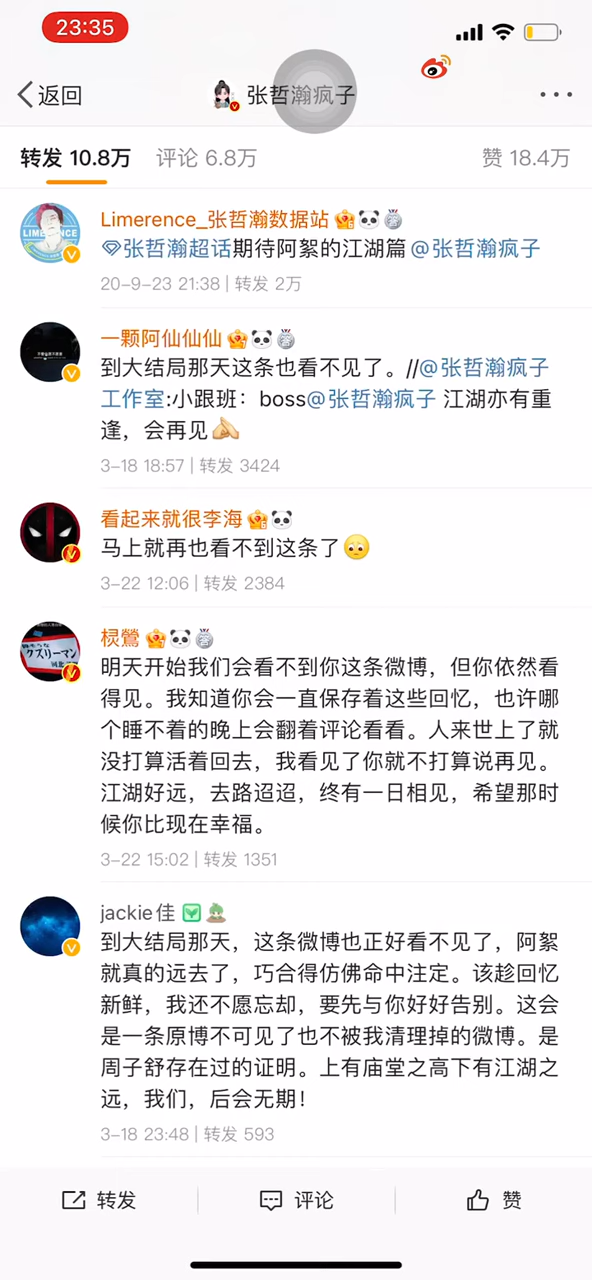 23:35
返回
张哲瀚疯子
转发 10.8万 评论 6.8万 赞 18.4万
Limerence_张哲瀚数据站
张哲瀚超话期待阿絮的江湖篇 @张哲瀚疯子
20-9-23 21:38 | 转发 2万
一颗阿仙仙仙
到大结局那天这条也看不见了。//@张哲瀚疯子
工作室:小跟班：boss@张哲瀚疯子 江湖亦有重
逢，会再见
3-18 18:57 | 转发 3424
看起来就很李海
马上就再也看不到这条了
3-22 12:06 | 转发 2384
明天开始我们会看不到你这条微博，但你依然看
得见。我知道你会一直保存着这些回忆，也许哪
个睡不着的晚上会翻着评论看看。人来世上了就
没打算活着回去，我看见了你就不打算说再见。
江湖好远，去路迢迢，终有一日相见，希望那时
候你比现在幸福。
3-22 15:02 | 转发 1351
jackie佳
到大结局那天，这条微博也正好看不见了，阿絮
就真的远去了，巧合得仿佛命中注定。该趁回忆
新鲜，我还不愿忘却，要先与你好好告别。这会
是一条原博不可见了也不被我清理掉的微博。是
周子舒存在过的证明。上有庙堂之高下有江湖之
远，我们，后会无期！
3-18 23:48 | 转发 593
转发 评论 赞